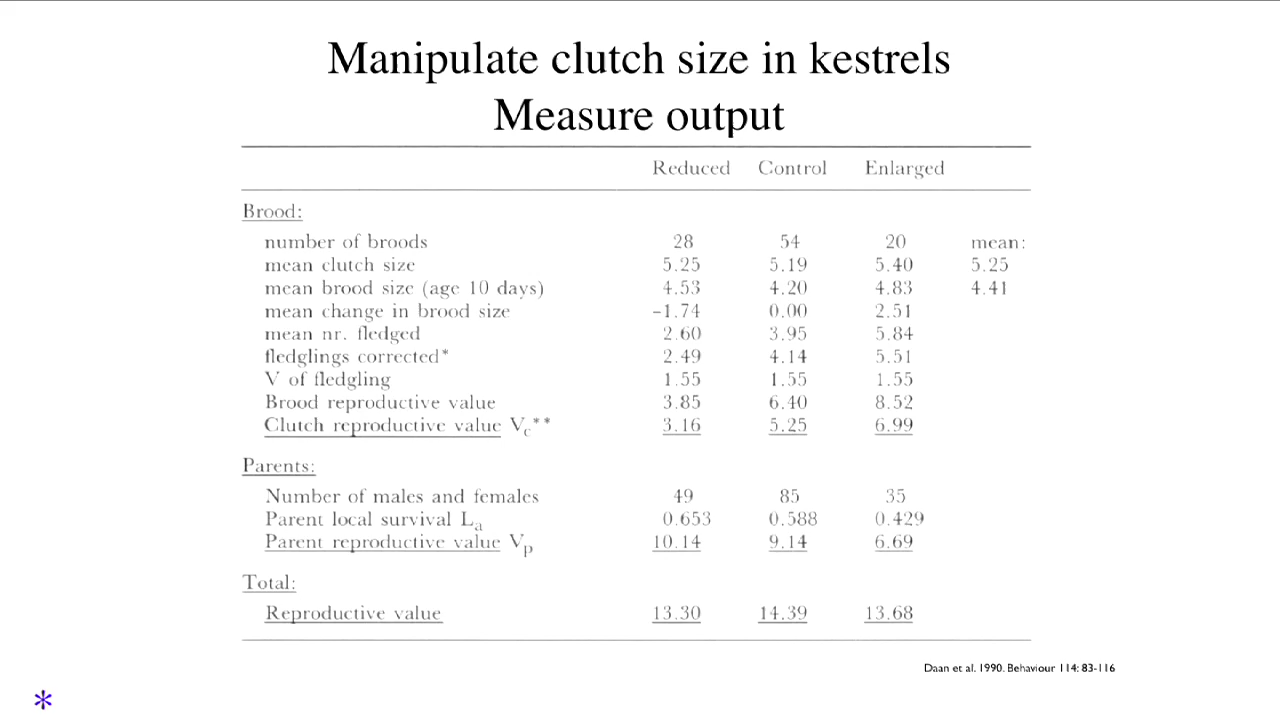 Manipulate clutch size in kestrels
Measure output
Reduced Control Enlarged
Brood:
number of broods 28 54 20 mean:
mean clutch size 5.25 5.19 5.40 5.25
mean brood size (age 10 days) 4.53 4.20 4.83 4.41
mean change in brood size −1.74 0.00 2.51
mean nr. fledged 2.60 3.95 5.84
fledglings corrected* 2.49 4.14 5.51
V of fledgling 1.55 1.55 1.55
Brood reproductive value 3.85 6.40 8.52
Clutch reproductive value Vc** 3.16 5.25 6.99
Parents:
Number of males and females 49 85 35
Parent local survival La 0.653 0.588 0.429
Parent reproductive value Vp 10.14 9.14 6.69
Total:
Reproductive value 13.30 14.39 13.68
Daan et al. 1990. Behaviour 114: 83-116
*